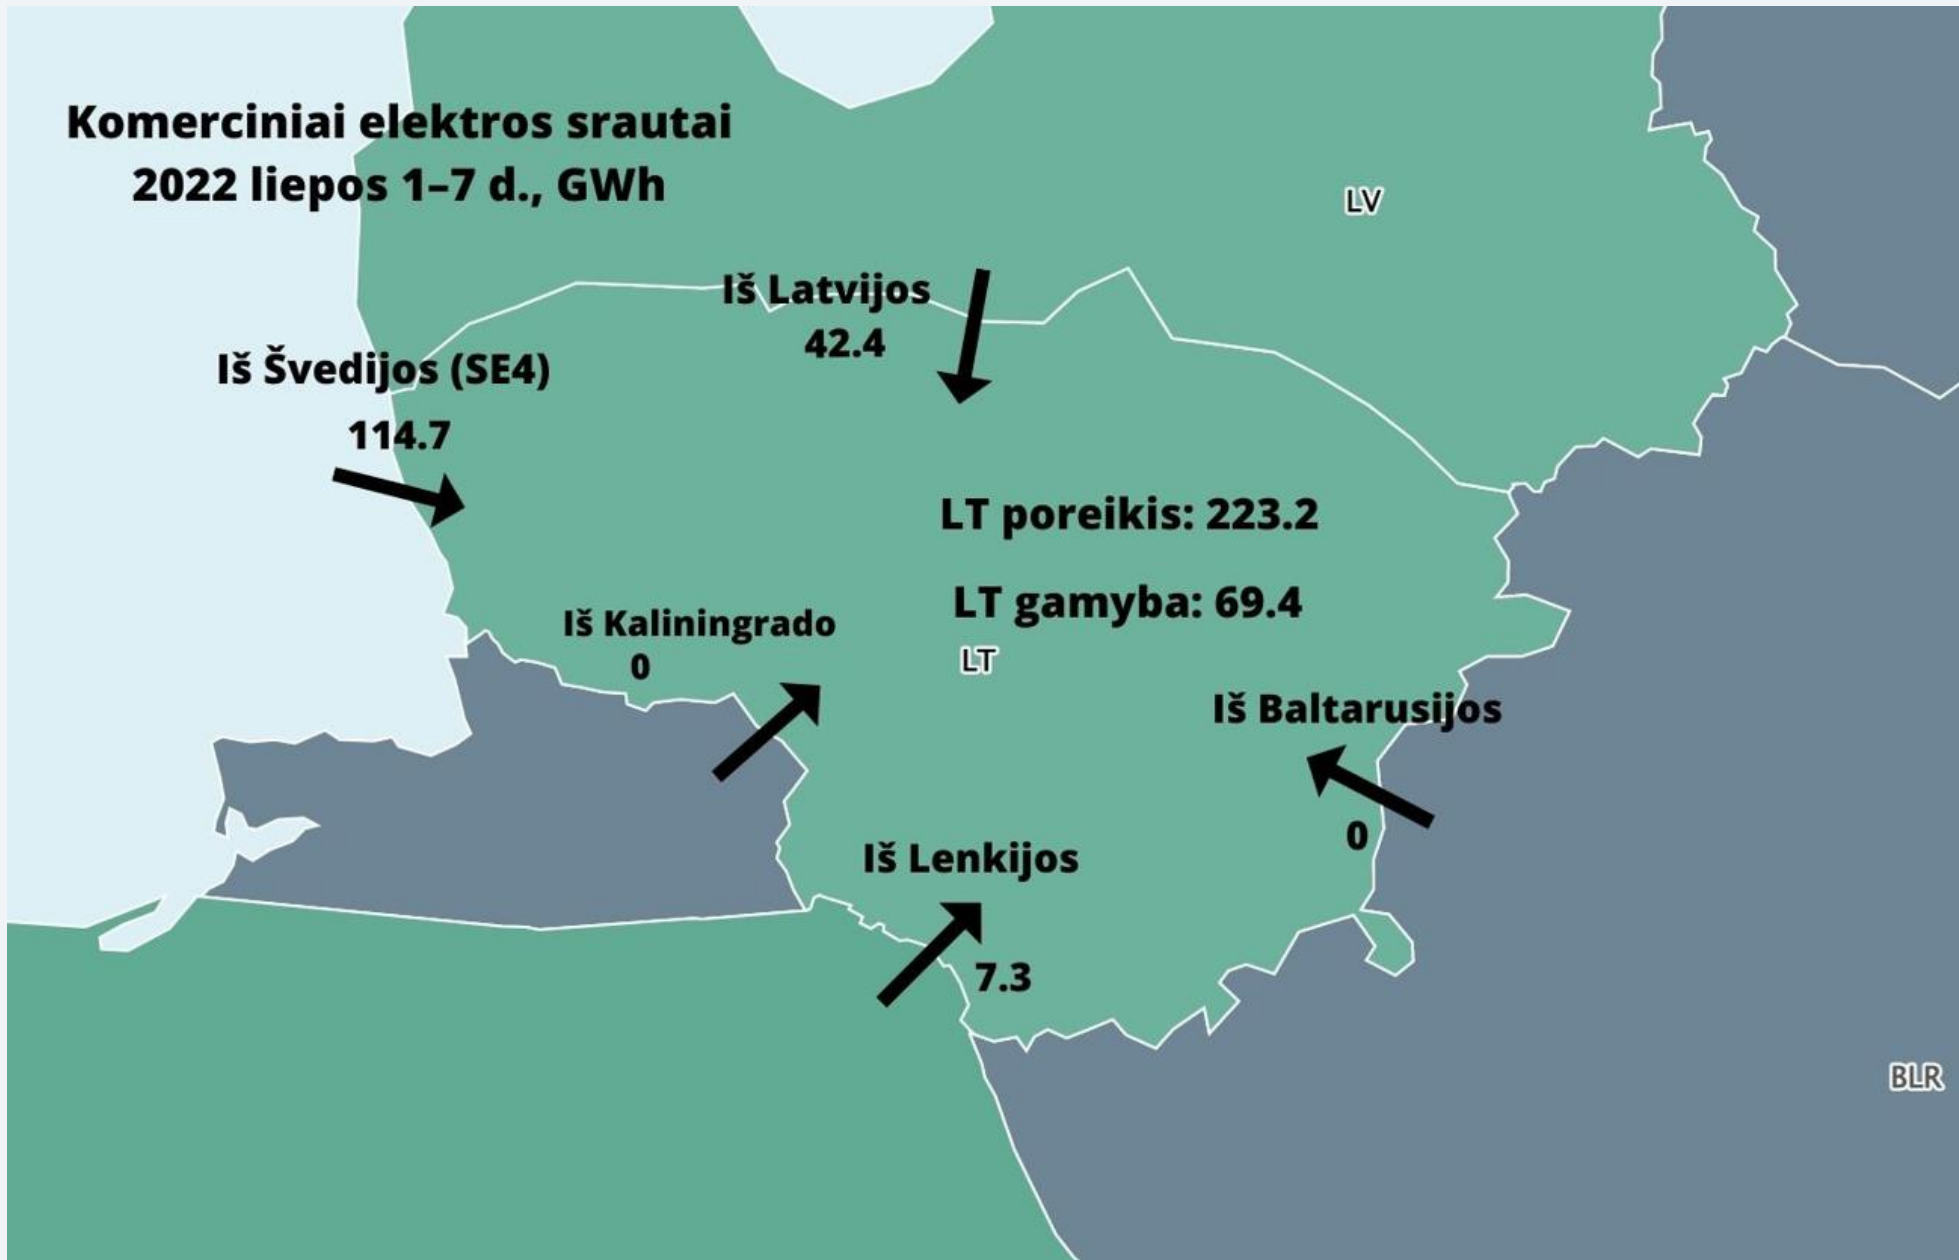 Komerciniai elektros srautai
2022 liepos 1–7 d., GWh
LV
Iš Latvijos
42.4
Iš Švedijos (SE4)
114.7
LT poreikis: 223.2
LT gamyba: 69.4
Iš Kaliningrado
0
LT
Iš Baltarusijos
0
Iš Lenkijos
7.3
BLR